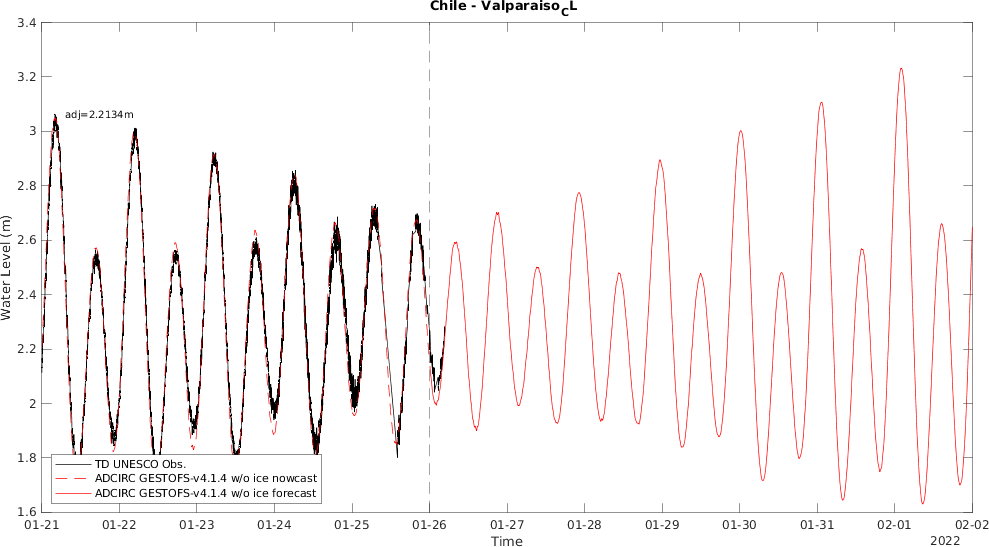 Chile - Valparaiso_CL
3.4
3.2
3
2.8
2.6
2.4
2.2
2
1.8
1.6
Water Level (m)
adj=2.2134m
TD UNESCO Obs.
ADCIRC GESTOFS-v4.1.4 w/o ice nowcast
ADCIRC GESTOFS-v4.1.4 w/o ice forecast
01-21 01-22 01-23 01-24 01-25 01-26 01-27 01-28 01-29 01-30 01-31 02-01 02-02
Time
2022